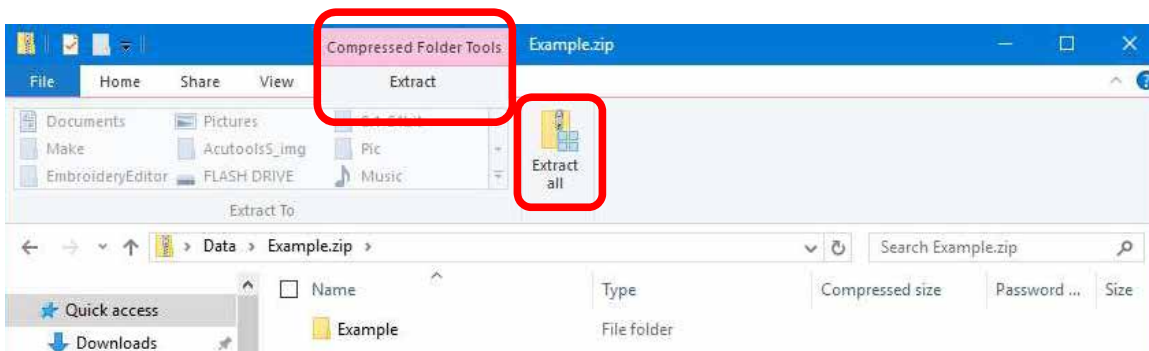 Compressed Folder Tools Example.zip
File Home Share View Extract
Documents Pictures
Make AcutoolsS_img Pic
EmbroideryEditor FLASH DRIVE Music
Extract all
Extract To
Data > Example.zip >
Search Example.zip
Name Type Compressed size Password ... Size
Quick access
Example File folder
Downloads